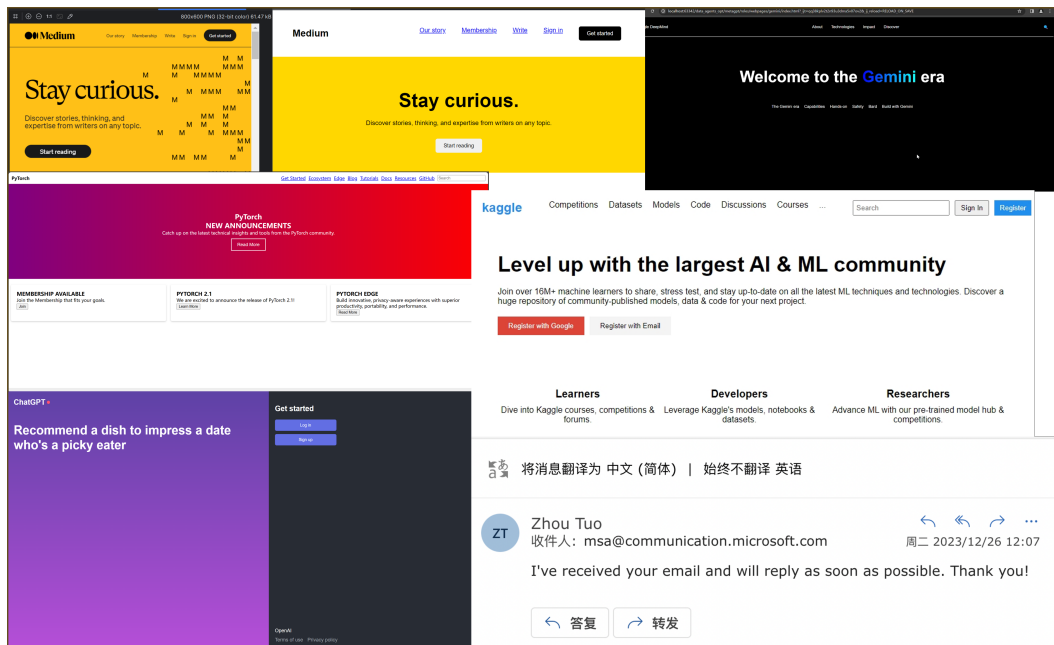 800x600 PNG (32-bit color) 61.47 kB
Medium
Our story Membership Write Sign in Get started
Stay curious.
Discover stories, thinking, and
expertise from writers on any topic.
Start reading
M M
MMMM MMM
M M MMMM
M
M MMM MM
M
MM
MM M
M M MM
M M M MMM
MM
M
MM MM M
Medium
Our story Membership Write Sign in Get started
Stay curious.
Discover stories, thinking, and expertise from writers on any topic.
Start reading
DeepMind
About Technologies Impact Discover
Welcome to the Gemini era
The Gemini era Capabilities Hands-on Safety Bard Build with Gemini
PyTorch
Get Started Ecosystem Edge Blog Tutorials Docs Resources GitHub Search
PyTorch
NEW ANNOUNCEMENTS
Catch up on the latest technical insights and tools from the PyTorch community.
Read More
MEMBERSHIP AVAILABLE
Join the Membership that fits your goals.
Join
PYTORCH 2.1
We are excited to announce the release of PyTorch 2.1!
Learn More
PYTORCH EDGE
Build innovative, privacy-aware experiences with superior
productivity, portability, and performance.
Read More
kaggle
Competitions Datasets Models Code Discussions Courses ...
Search
Sign In
Register
Level up with the largest AI & ML community
Join over 16M+ machine learners to share, stress test, and stay up-to-date on all the latest ML techniques and technologies. Discover a
huge repository of community-published models, data & code for your next project.
Register with Google
Register with Email
Learners
Dive into Kaggle courses, competitions &
forums.
Developers
Leverage Kaggle's models, notebooks &
datasets.
Researchers
Advance ML with our pre-trained model hub &
competitions.
ChatGPT
Recommend a dish to impress a date
who's a picky eater
Get started
Log in
Sign up
OpenAI
Terms of use Privacy policy
将消息翻译为 中文 (简体) | 始终不翻译 英语
ZT
Zhou Tuo
收件人: msa@communication.microsoft.com
周二 2023/12/26 12:07
I've received your email and will reply as soon as possible. Thank you!
答复
转发